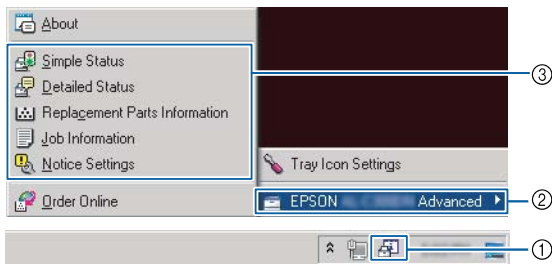 About
Simple Status
③
Detailed Status
Replacement Parts Information
Job Information
Notice Settings
Tray Icon Settings
Order Online
EPSON Advanced
②
①